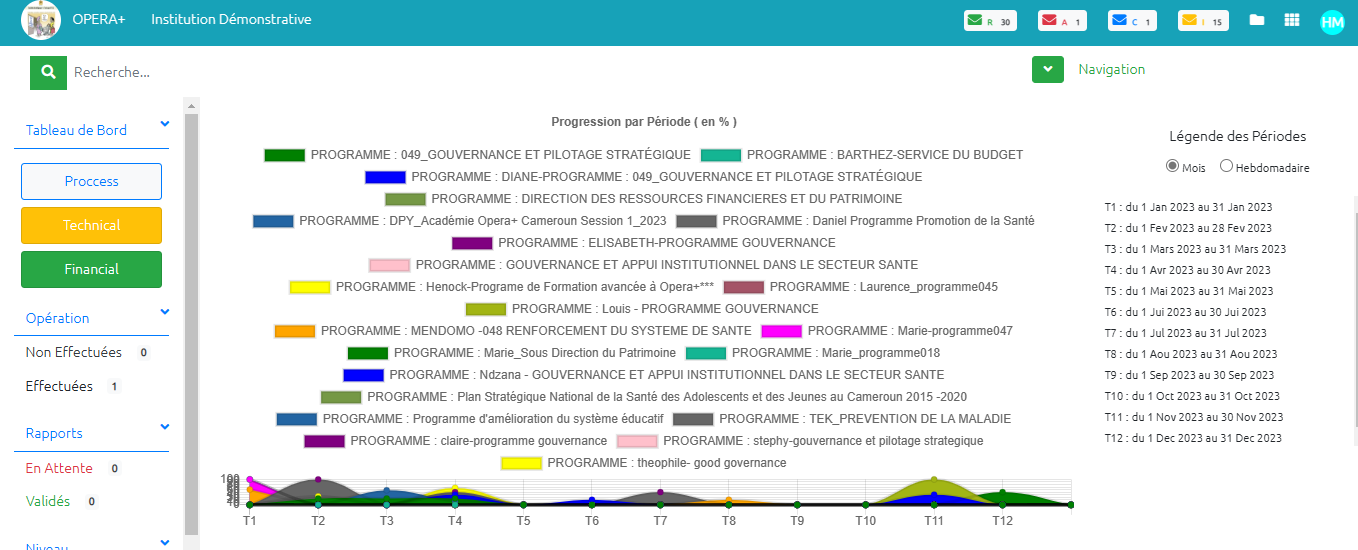 OPERA+ Institution Démonstrative R 30 A 1 C 1 I 15 HM
Recherche... Navigation
Tableau de Bord
Proccess
Technical
Financial
Opération
Non Effectuées 0
Effectuées 1
Rapports
En Attente 0
Validés 0
Niveau
Progression par Période ( en % )
PROGRAMME : 049_GOUVERNANCE ET PILOTAGE STRATÉGIQUE PROGRAMME : BARTHEZ-SERVICE DU BUDGET
PROGRAMME : DIANE-PROGRAMME : 049_GOUVERNANCE ET PILOTAGE STRATÉGIQUE
PROGRAMME : DIRECTION DES RESSOURCES FINANCIERES ET DU PATRIMOINE
PROGRAMME : DPY_Académie Opera+ Cameroun Session 1_2023 PROGRAMME : Daniel Programme Promotion de la Santé
PROGRAMME : ELISABETH-PROGRAMME GOUVERNANCE
PROGRAMME : GOUVERNANCE ET APPUI INSTITUTIONNEL DANS LE SECTEUR SANTE
PROGRAMME : Henock-Programe de Formation avancée à Opera+*** PROGRAMME : Laurence_programme045
PROGRAMME : Louis - PROGRAMME GOUVERNANCE
PROGRAMME : MENDOMO -048 RENFORCEMENT DU SYSTEME DE SANTE PROGRAMME : Marie-programme047
PROGRAMME : Marie_Sous Direction du Patrimoine PROGRAMME : Marie_programme018
PROGRAMME : Ndzana - GOUVERNANCE ET APPUI INSTITUTIONNEL DANS LE SECTEUR SANTE
PROGRAMME : Plan Stratégique National de la Santé des Adolescents et des Jeunes au Cameroun 2015 -2020
PROGRAMME : Programme d'amélioration du système éducatif PROGRAMME : TEK_PREVENTION DE LA MALADIE
PROGRAMME : claire-programme gouvernance PROGRAMME : stephy-gouvernance et pilotage strategique
PROGRAMME : theophile- good governance
100
T1 T2 T3 T4 T5 T6 T7 T8 T9 T10 T11 T12
Légende des Périodes
Mois Hebdomadaire
T1 : du 1 Jan 2023 au 31 Jan 2023
T2 : du 1 Fev 2023 au 28 Fev 2023
T3 : du 1 Mars 2023 au 31 Mars 2023
T4 : du 1 Avr 2023 au 30 Avr 2023
T5 : du 1 Mai 2023 au 31 Mai 2023
T6 : du 1 Jui 2023 au 30 Jui 2023
T7 : du 1 Jul 2023 au 31 Jul 2023
T8 : du 1 Aou 2023 au 31 Aou 2023
T9 : du 1 Sep 2023 au 30 Sep 2023
T10 : du 1 Oct 2023 au 31 Oct 2023
T11 : du 1 Nov 2023 au 30 Nov 2023
T12 : du 1 Dec 2023 au 31 Dec 2023